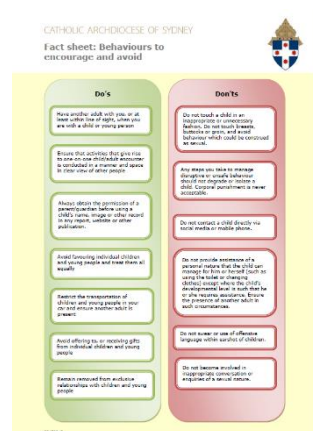 CATHOLIC ARCHDIOCESE OF SYDNEY
Fact sheet: Behaviours to
encourage and avoid
Do's
Have another adult with you, or at
least within line of sight, when you
are with a child or young person
Ensure that activities that give rise
to one-on-one child/adult encounter
is conducted in a manner and space
in clear view of other people
Always obtain the permission of a
parent/guardian before using a
child's name, image or other record
in any report, website or other
publication.
Avoid favouring individual children
and young people and treat them all
equally
Restrict the transportation of
children and young people in your
car and ensure another adult is
present
Avoid offering to, or receiving gifts
from individual children and young
people
Remain removed from exclusive
relationships with children and young
people
Don'ts
Do not touch a child in an
inappropriate or unnecessary
fashion. Do not touch breasts,
buttocks or groin, and avoid
behaviour which could be construed
as sexual.
Any steps you take to manage
disruptive or unsafe behaviour
should not degrade or isolate a
child. Corporal punishment is never
acceptable.
Do not contact a child directly via
social media or mobile phone.
Do not provide assistance of a
personal nature that the child can
manage for him or herself (such as
using the toilet or changing
clothes) except where the child's
developmental level is such that he
or she requires assistance. Ensure
the presence of another adult in
such circumstances.
Do not swear or use of offensive
language within earshot of children.
Do not become involved in
inappropriate conversation or
enquiries of a sexual nature.